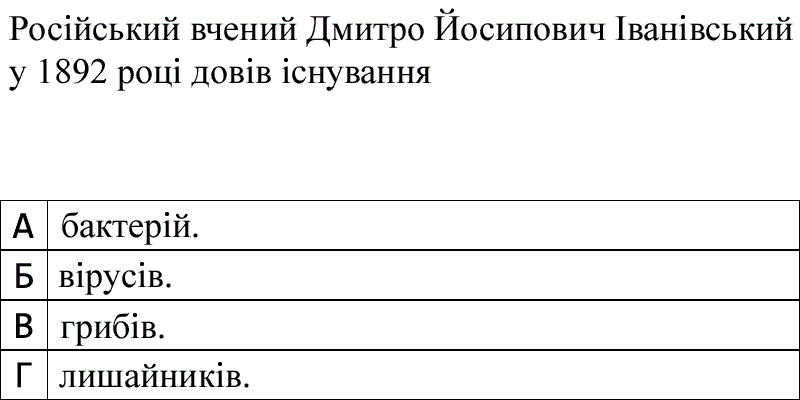 Російський вчений Дмитро Йосипович Іванівський
у 1892 році довів існування
А бактерій.
Б вірусів.
В грибів.
Г лишайників.